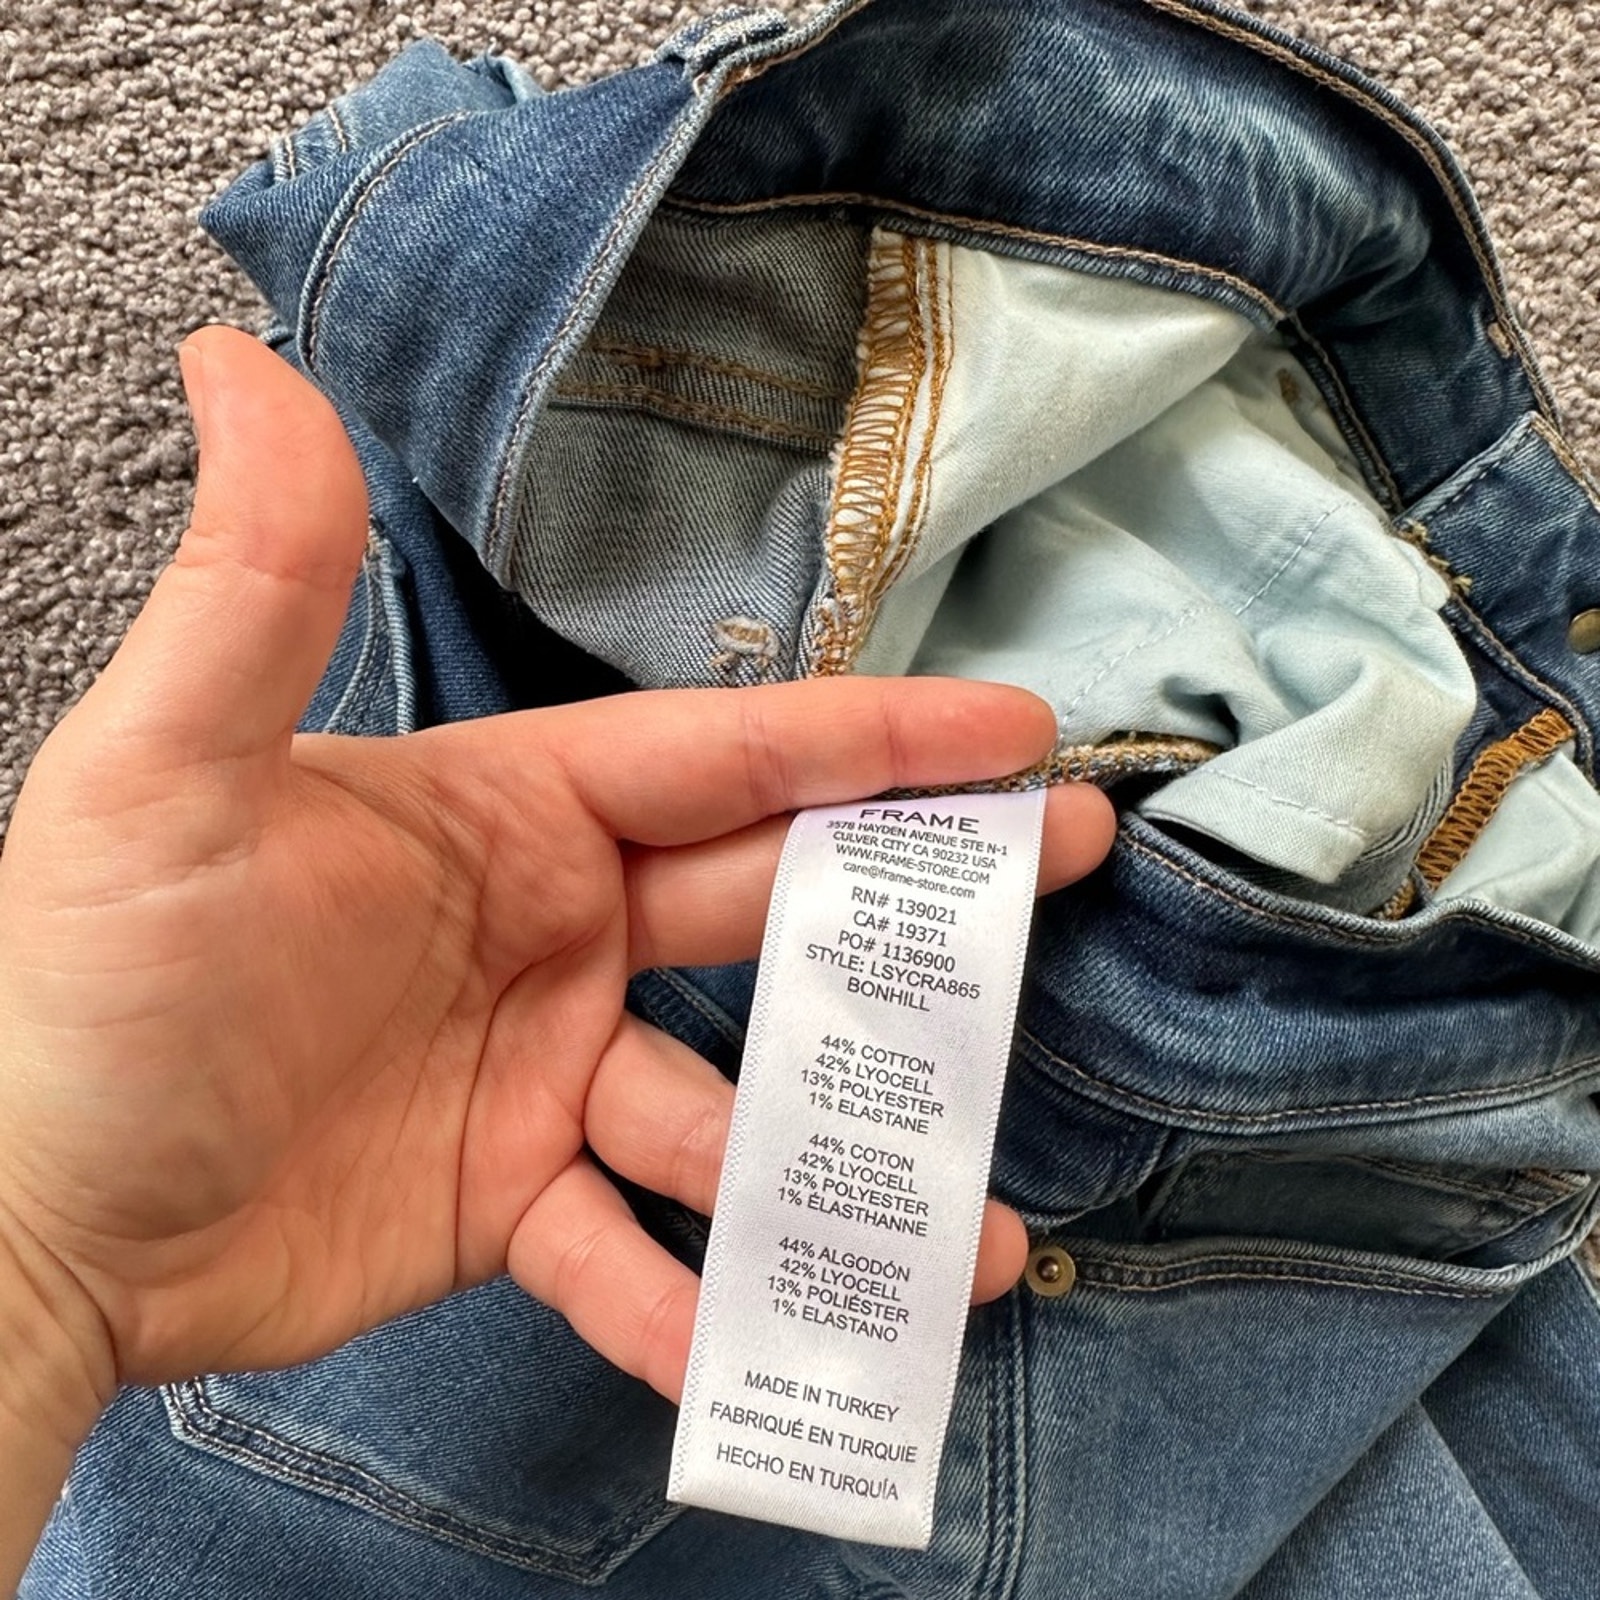 FRAME
3578 HAYDEN AVENUE STE N-1
CULVER CITY CA 90232 USA
WWW.FRAME-STORE.COM
care@frame-store.com
RN# 139021
CA# 19371
PO# 1136900
STYLE: LSYCRA865
BONHILL
44% COTTON
42% LYOCELL
13% POLYESTER
1% ELASTANE
44% COTON
42% LYOCELL
13% POLYESTER
1% ÉLASTHANNE
44% ALGODÓN
42% LYOCELL
13% POLIÉSTER
1% ELASTANO
MADE IN TURKEY
FABRIQUÉ EN TURQUIE
HECHO EN TURQUÍA